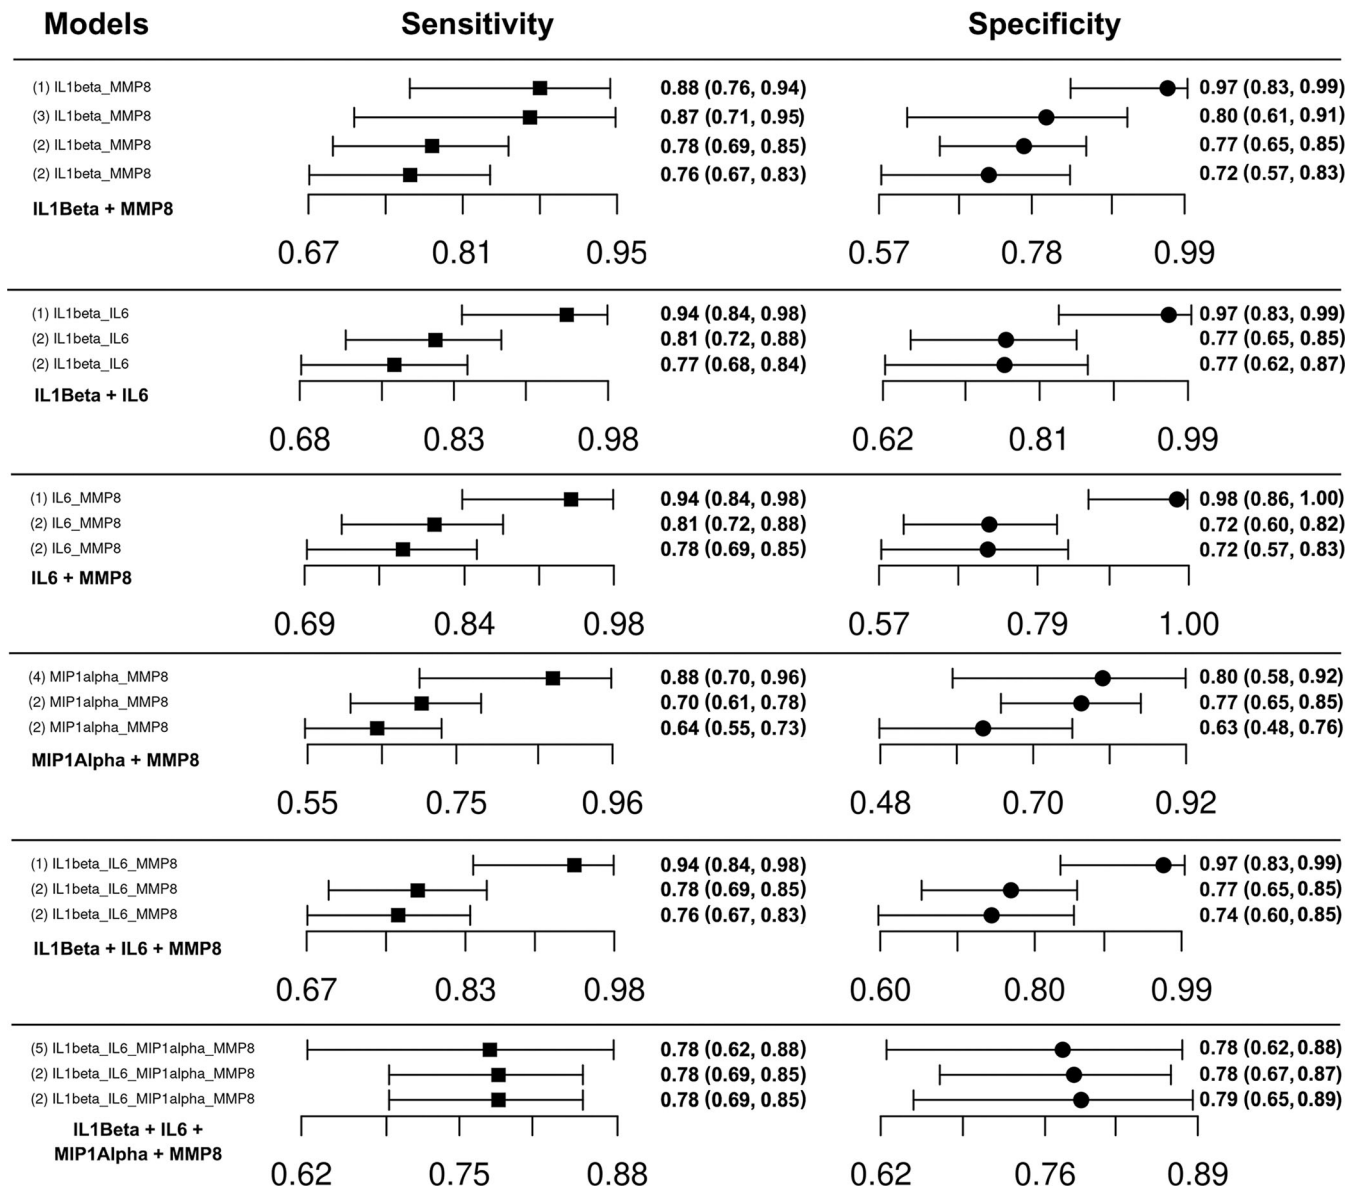 Models Sensitivity Specificity
(1) IL1beta_MMP8 0.88 (0.76, 0.94) 0.97 (0.83, 0.99)
(3) IL1beta_MMP8 0.87 (0.71, 0.95) 0.80 (0.61, 0.91)
(2) IL1beta_MMP8 0.78 (0.69, 0.85) 0.77 (0.65, 0.85)
(2) IL1beta_MMP8 0.76 (0.67, 0.83) 0.72 (0.57, 0.83)
IL1Beta + MMP8
0.67 0.81 0.95 0.57 0.78 0.99
(1) IL1beta_IL6 0.94 (0.84, 0.98) 0.97 (0.83, 0.99)
(2) IL1beta_IL6 0.81 (0.72, 0.88) 0.77 (0.65, 0.85)
(2) IL1beta_IL6 0.77 (0.68, 0.84) 0.77 (0.62, 0.87)
IL1Beta + IL6
0.68 0.83 0.98 0.62 0.81 0.99
(1) IL6_MMP8 0.94 (0.84, 0.98) 0.98 (0.86, 1.00)
(2) IL6_MMP8 0.81 (0.72, 0.88) 0.72 (0.60, 0.82)
(2) IL6_MMP8 0.78 (0.69, 0.85) 0.72 (0.57, 0.83)
IL6 + MMP8
0.69 0.84 0.98 0.57 0.79 1.00
(4) MIP1alpha_MMP8 0.88 (0.70, 0.96) 0.80 (0.58, 0.92)
(2) MIP1alpha_MMP8 0.70 (0.61, 0.78) 0.77 (0.65, 0.85)
(2) MIP1alpha_MMP8 0.64 (0.55, 0.73) 0.63 (0.48, 0.76)
MIP1Alpha + MMP8
0.55 0.75 0.96 0.48 0.70 0.92
(1) IL1beta_IL6_MMP8 0.94 (0.84, 0.98) 0.97 (0.83, 0.99)
(2) IL1beta_IL6_MMP8 0.78 (0.69, 0.85) 0.77 (0.65, 0.85)
(2) IL1beta_IL6_MMP8 0.76 (0.67, 0.83) 0.74 (0.60, 0.85)
IL1Beta + IL6 + MMP8
0.67 0.83 0.98 0.60 0.80 0.99
(5) IL1beta_IL6_MIP1alpha_MMP8 0.78 (0.62, 0.88) 0.78 (0.62, 0.88)
(2) IL1beta_IL6_MIP1alpha_MMP8 0.78 (0.69, 0.85) 0.78 (0.67, 0.87)
(2) IL1beta_IL6_MIP1alpha_MMP8 0.78 (0.69, 0.85) 0.79 (0.65, 0.89)
IL1Beta + IL6 +
MIP1Alpha + MMP8
0.62 0.75 0.88 0.62 0.76 0.89